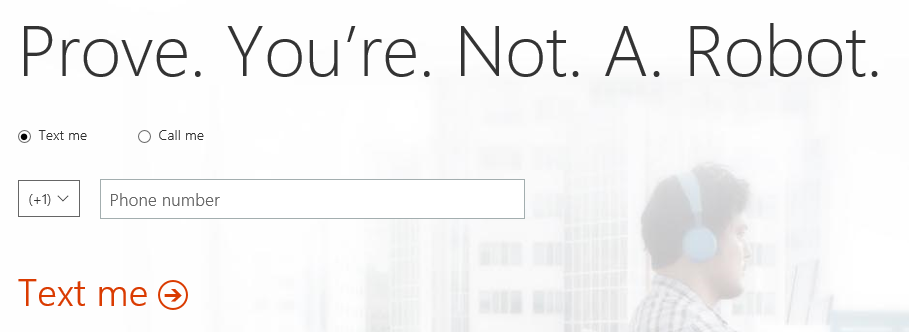 Prove. You're. Not. A. Robot.
Text me Call me
(+1) Phone number
Text me